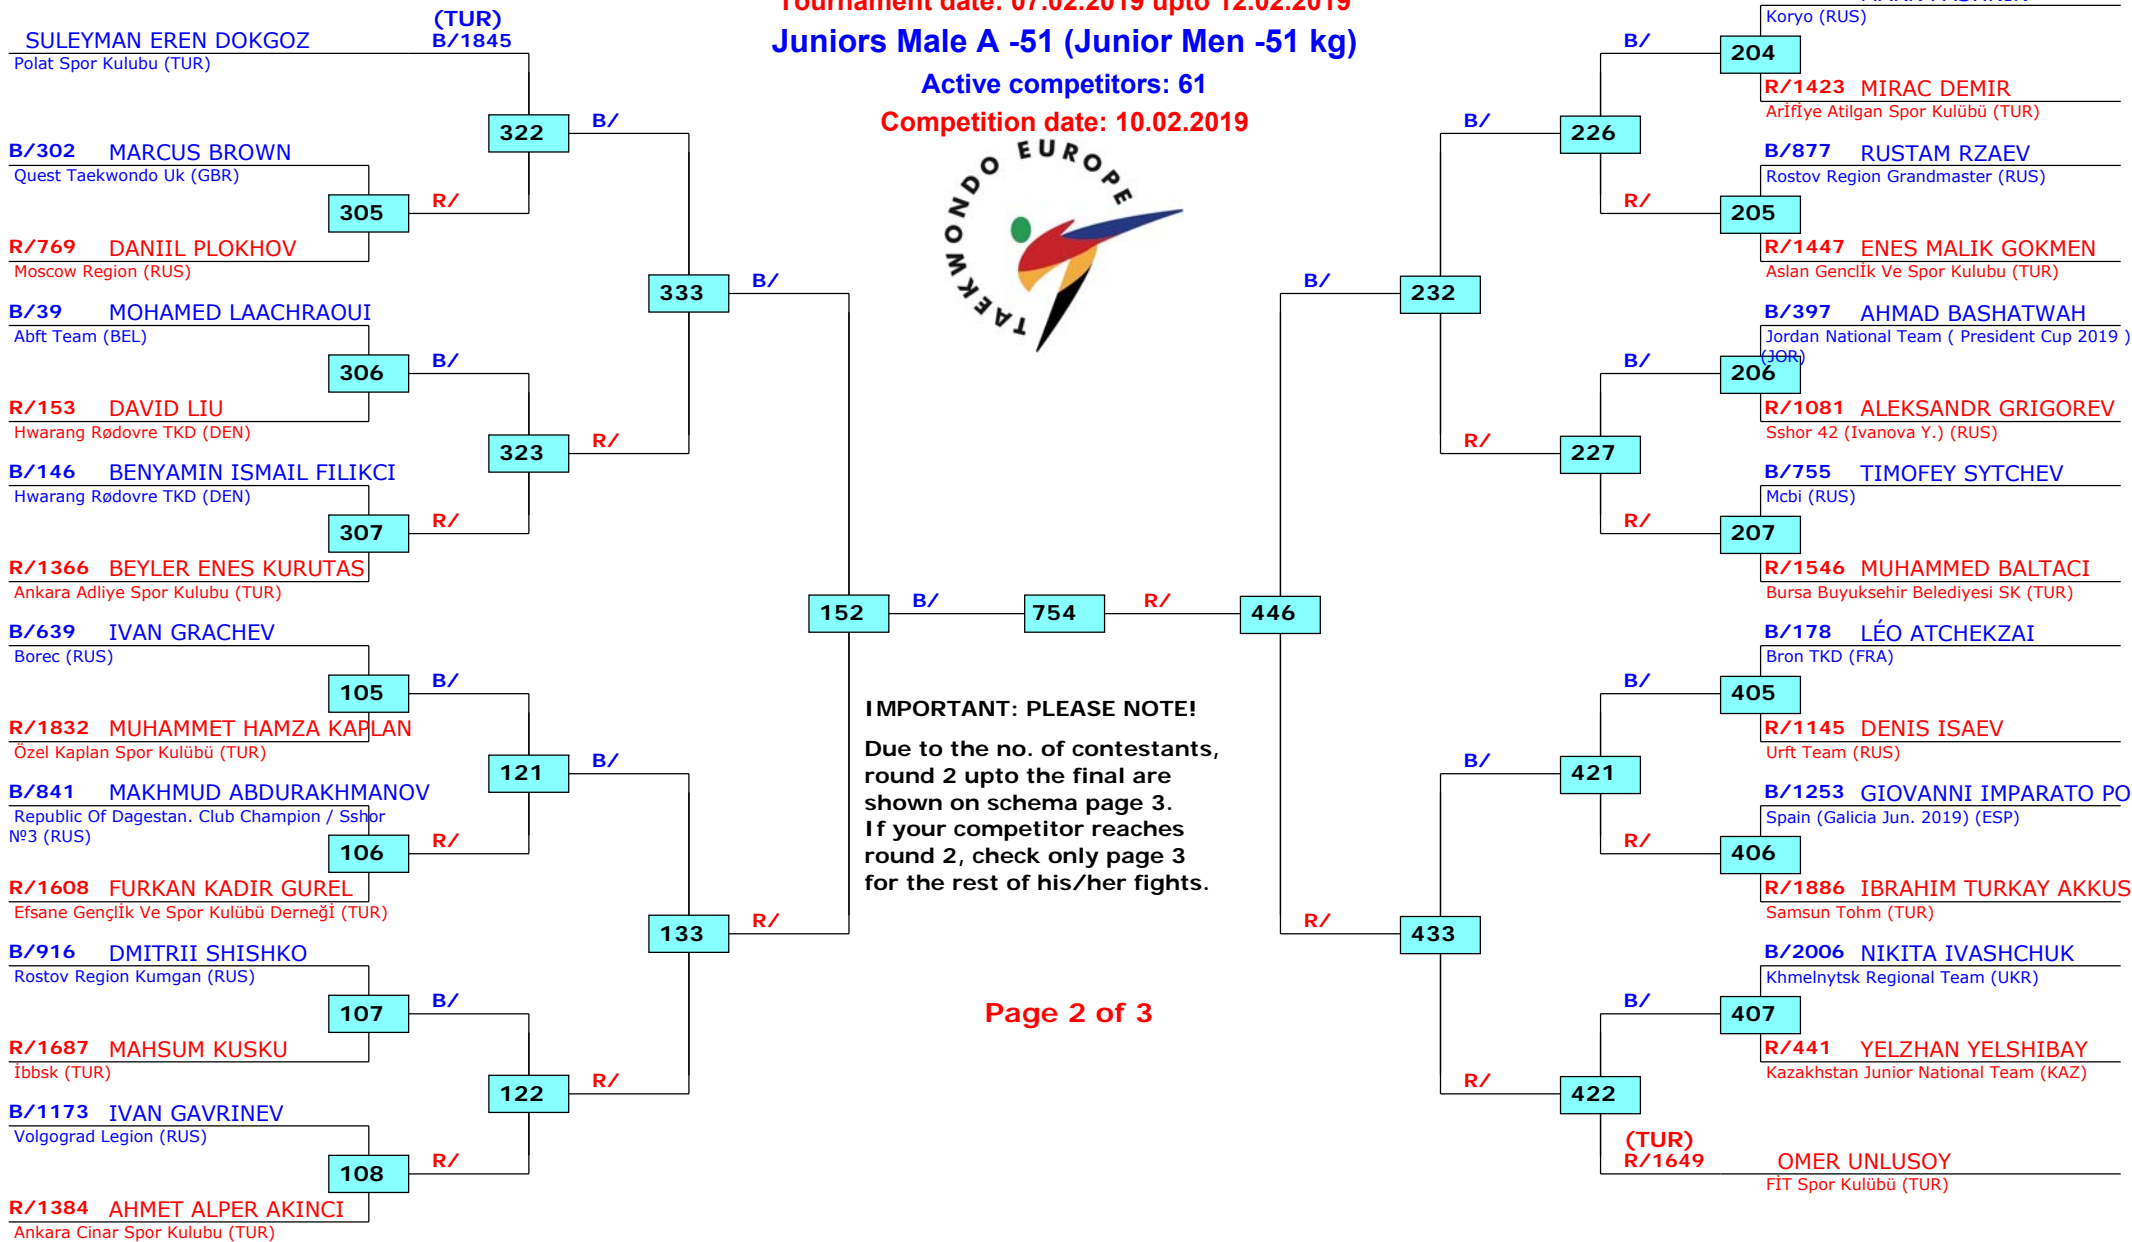 Tournament date: 07.02.2019 upto 12.02.2019
Juniors Male A -51 (Junior Men -51 kg)
Active competitors: 61
Competition date: 10.02.2019
TAEKWONDO EUROPE
(TUR)
SULEYMAN EREN DOKGOZ B/1845
Polat Spor Kulubu (TUR)
322
B/
B/302 MARCUS BROWN
Quest Taekwondo Uk (GBR)
305
R/
R/769 DANIIL PLOKHOV
Moscow Region (RUS)
333
B/
B/39 MOHAMED LAACHRAOUI
Abft Team (BEL)
306
B/
R/153 DAVID LIU
Hwarang Rødovre TKD (DEN)
323
R/
B/146 BENYAMIN ISMAIL FILIKCI
Hwarang Rødovre TKD (DEN)
307
R/
R/1366 BEYLER ENES KURUTAS
Ankara Adliye Spor Kulubu (TUR)
152
B/
754
R/
446
B/639 IVAN GRACHEV
Borec (RUS)
105
B/
R/1832 MUHAMMET HAMZA KAPLAN
Özel Kaplan Spor Kulübü (TUR)
121
B/
B/841 MAKHMUD ABDURAKHMANOV
Republic Of Dagestan. Club Champion / Sshor
№3 (RUS)
106
R/
R/1608 FURKAN KADIR GUREL
Efsane Gençlİk Ve Spor Kulübü Derneğİ (TUR)
133
R/
B/916 DMITRII SHISHKO
Rostov Region Kumgan (RUS)
107
B/
R/1687 MAHSUM KUSKU
İbbsk (TUR)
122
R/
B/1173 IVAN GAVRINEV
Volgograd Legion (RUS)
108
R/
R/1384 AHMET ALPER AKINCI
Ankara Cinar Spor Kulubu (TUR)
IMPORTANT: PLEASE NOTE!
Due to the no. of contestants,
round 2 upto the final are
shown on schema page 3.
If your competitor reaches
round 2, check only page 3
for the rest of his/her fights.
Page 2 of 3
Koryo (RUS)
B/
204
R/1423 MIRAC DEMIR
Arİfİye Atilgan Spor Kulübü (TUR)
B/
226
B/877 RUSTAM RZAEV
Rostov Region Grandmaster (RUS)
R/
205
R/1447 ENES MALIK GOKMEN
Aslan Genclİk Ve Spor Kulubu (TUR)
B/
232
B/397 AHMAD BASHATWAH
Jordan National Team ( President Cup 2019 )
(JOR)
B/
206
R/1081 ALEKSANDR GRIGOREV
Sshor 42 (Ivanova Y.) (RUS)
R/
227
B/755 TIMOFEY SYTCHEV
Mcbi (RUS)
R/
207
R/1546 MUHAMMED BALTACI
Bursa Buyuksehir Belediyesi SK (TUR)
B/178 LÉO ATCHEKZAI
Bron TKD (FRA)
B/
405
R/1145 DENIS ISAEV
Urft Team (RUS)
B/
421
B/1253 GIOVANNI IMPARATO PO
Spain (Galicia Jun. 2019) (ESP)
R/
406
R/1886 IBRAHIM TURKAY AKKUS
Samsun Tohm (TUR)
R/
433
B/2006 NIKITA IVASHCHUK
Khmelnytsk Regional Team (UKR)
B/
407
R/441 YELZHAN YELSHIBAY
Kazakhstan Junior National Team (KAZ)
R/
422
(TUR)
R/1649 OMER UNLUSOY
FİT Spor Kulübü (TUR)